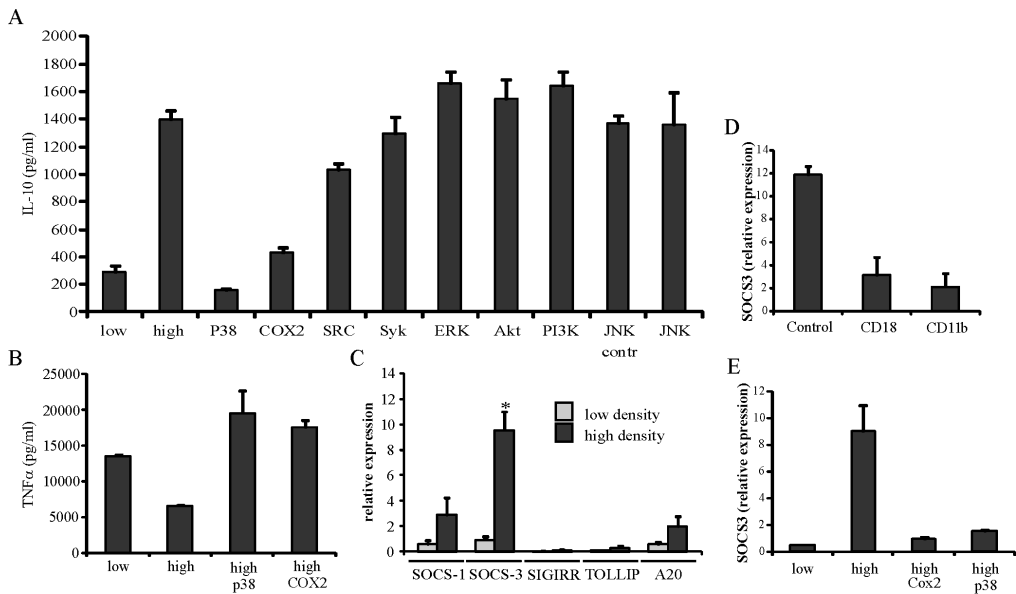 A
IL-10 (pg/ml)
2000
1800
1600
1400
1200
1000
800
600
400
200
0
low high P38 COX2 SRC Syk ERK Akt PI3K JNK contr JNK
B
TNFα (pg/ml)
25000
20000
15000
10000
5000
0
low high high p38 high COX2
C
relative expression
14
12
10
8
6
4
2
0
*
low density
high density
SOCS-1 SOCS-3 SIGIRR TOLLIP A20
D
SOCS3 (relative expression)
14
12
10
8
6
4
2
0
Control CD18 CD11b
E
SOCS3 (relative expression)
12
10
8
6
4
2
0
low high high Cox2 high p38